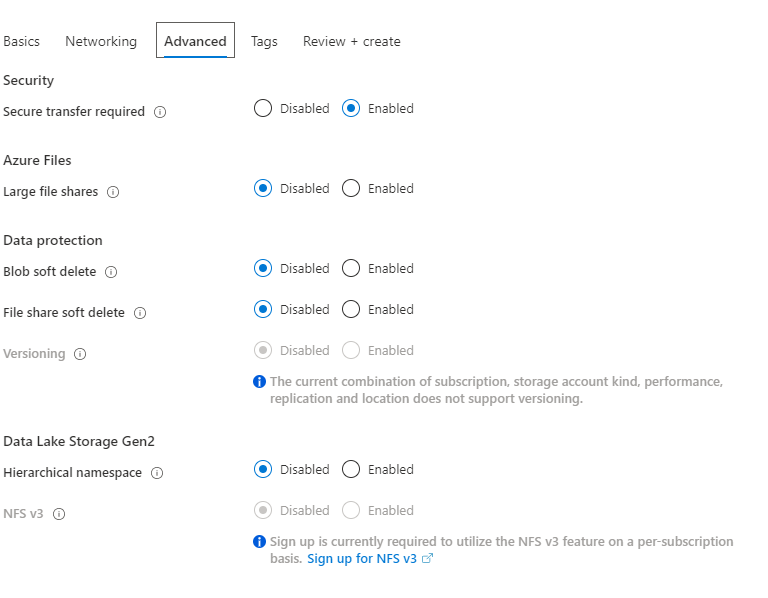 Basics Networking Advanced Tags Review + create
Security
Secure transfer required Disabled Enabled
Azure Files
Large file shares Disabled Enabled
Data protection
Blob soft delete Disabled Enabled
File share soft delete Disabled Enabled
Versioning Disabled Enabled
The current combination of subscription, storage account kind, performance,
replication and location does not support versioning.
Data Lake Storage Gen2
Hierarchical namespace Disabled Enabled
NFS v3 Disabled Enabled
Sign up is currently required to utilize the NFS v3 feature on a per-subscription
basis. Sign up for NFS v3